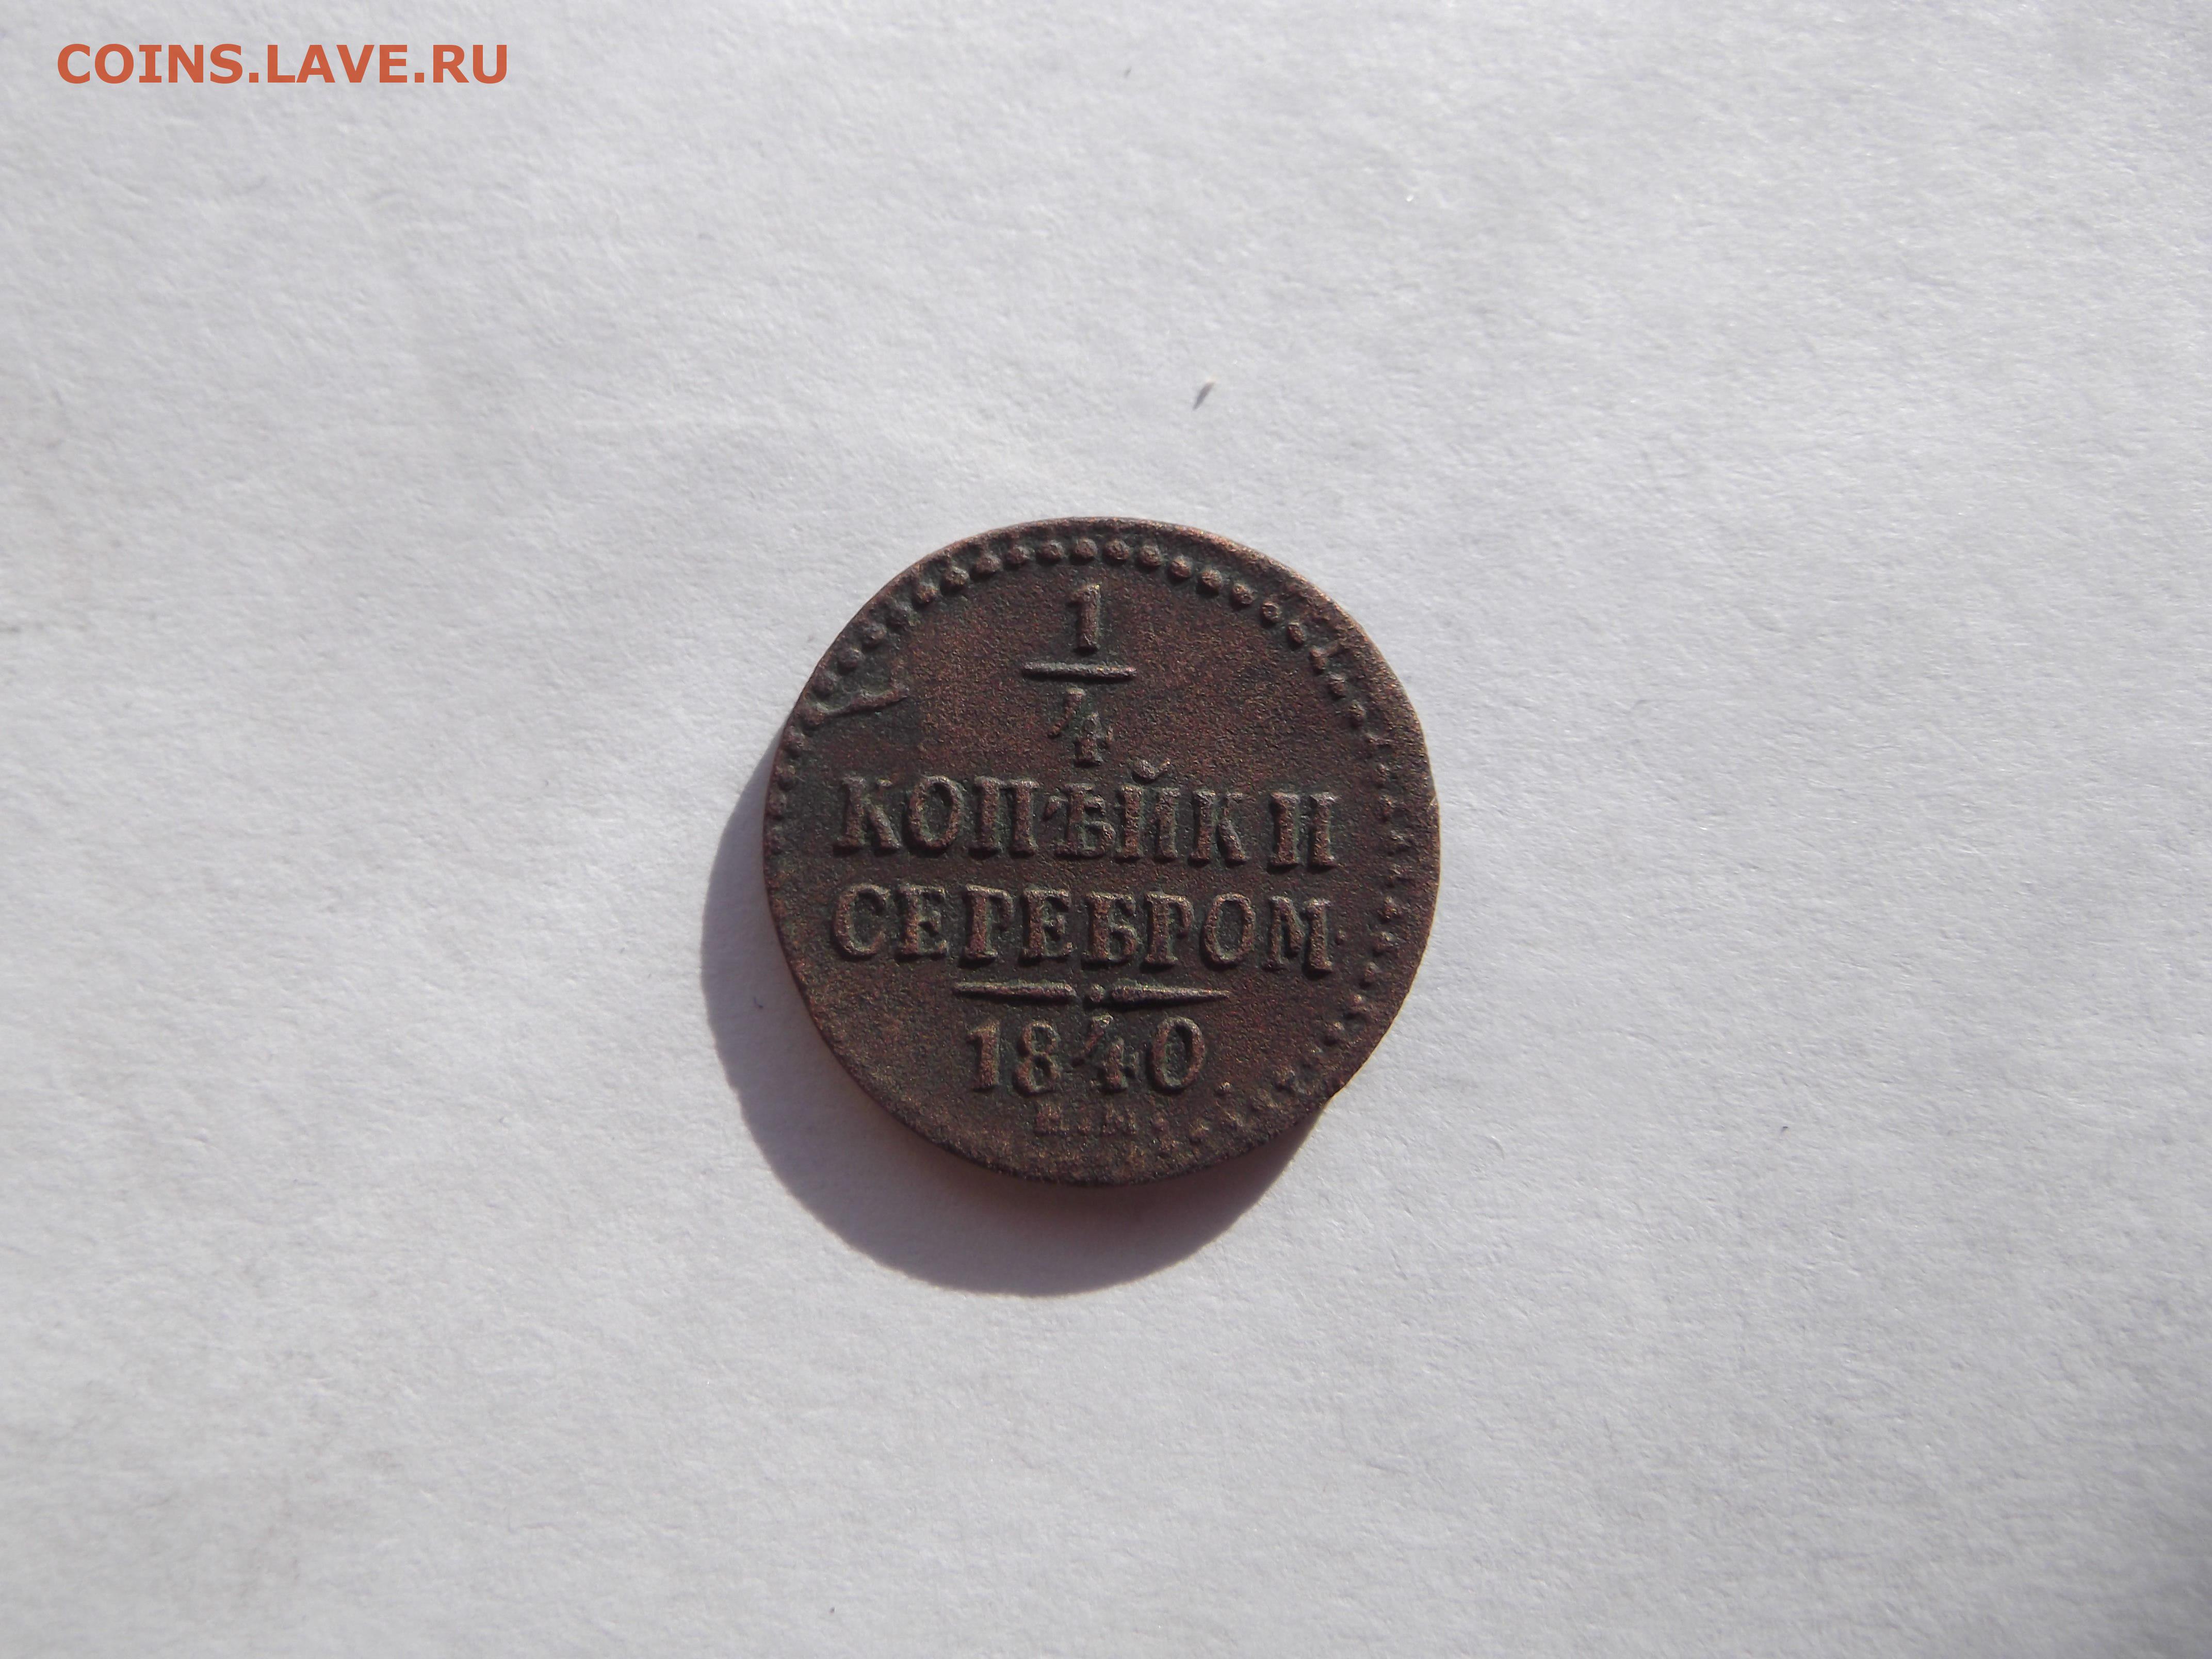 COINS.LAVE.RU
1
4
КОПѢЙКИ
СЕРЕБРОМ
1840